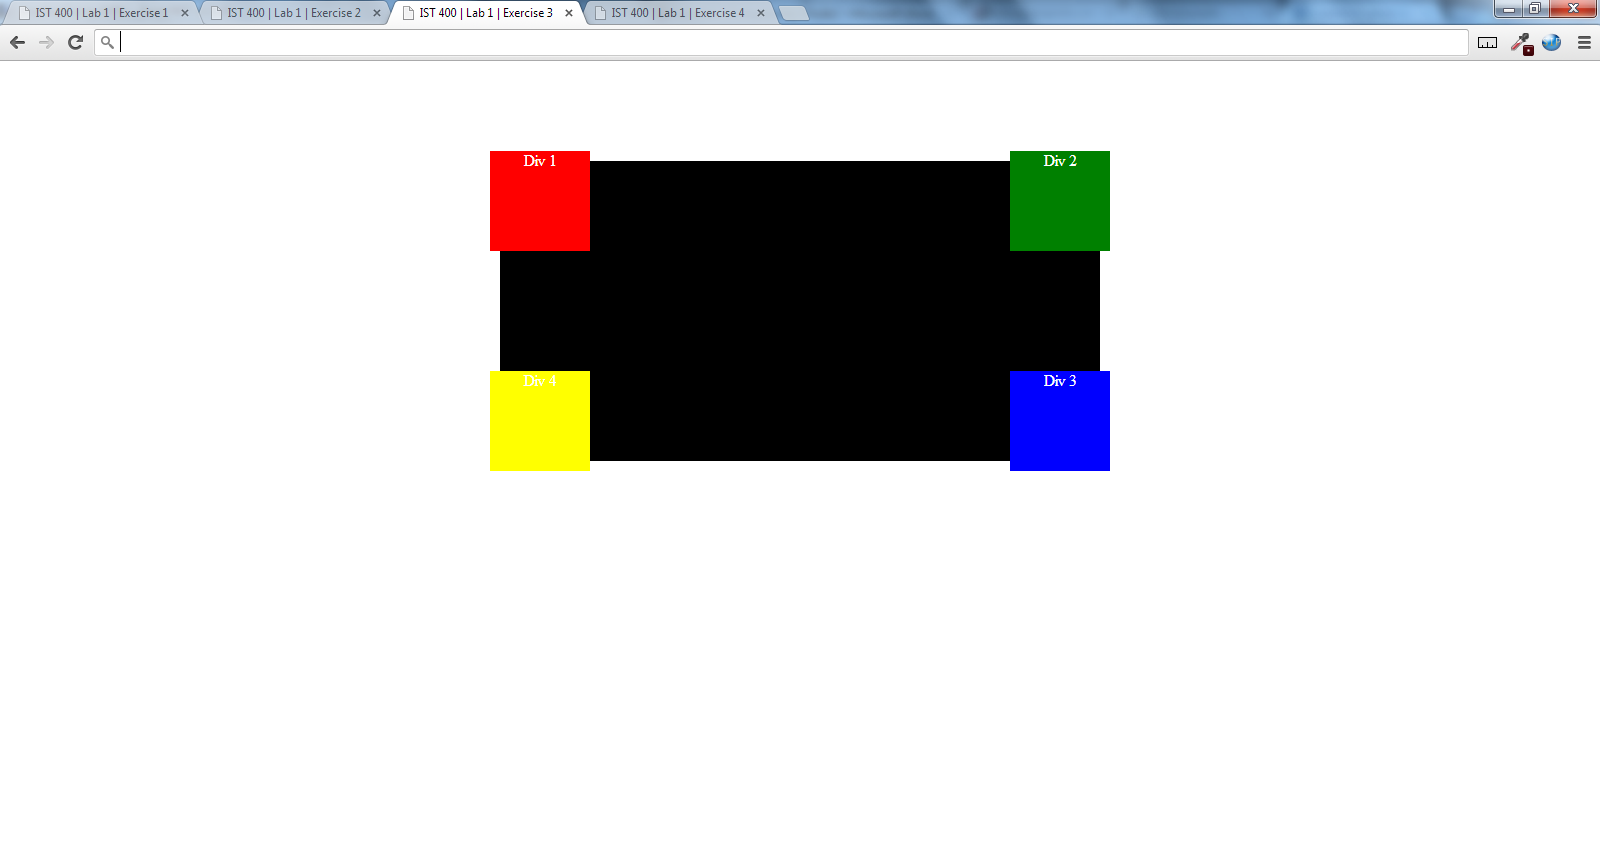 IST 400 | Lab 1 | Exercise 1
IST 400 | Lab 1 | Exercise 2
IST 400 | Lab 1 | Exercise 3
IST 400 | Lab 1 | Exercise 4
Div 1
Div 2
Div 4
Div 3